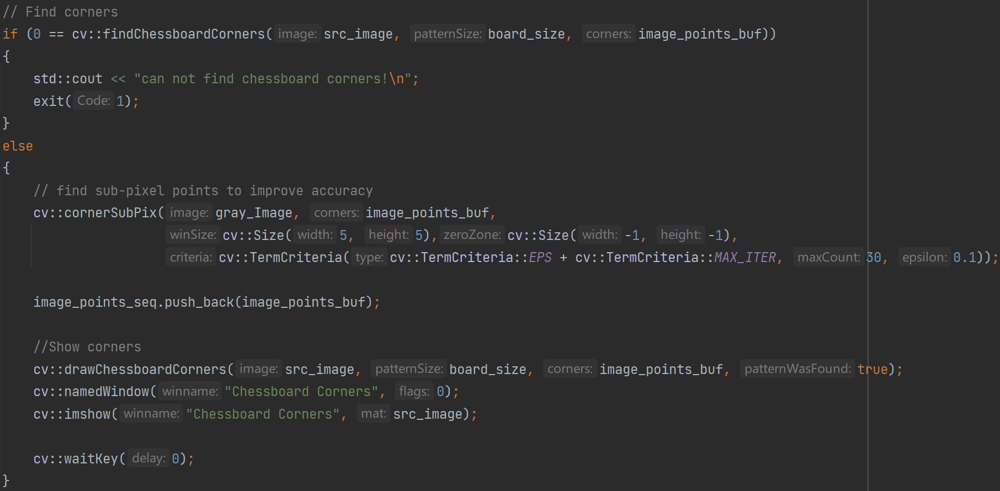 // Find corners
if (0 == cv::findChessboardCorners( image: src_image, patternSize: board_size, corners: image_points_buf))
{
    std::cout << "can not find chessboard corners!\n";
    exit( Code: 1);
}
else
{
    // find sub-pixel points to improve accuracy
    cv::cornerSubPix( image: gray_Image, corners: image_points_buf,
                     winSize: cv::Size( width: 5, height: 5), zeroZone: cv::Size( width: -1, height: -1),
                     criteria: cv::TermCriteria( type: cv::TermCriteria::EPS + cv::TermCriteria::MAX_ITER, maxCount: 30, epsilon: 0.1));
    image_points_seq.push_back(image_points_buf);
    //Show corners
    cv::drawChessboardCorners( image: src_image, patternSize: board_size, corners: image_points_buf, patternWasFound: true);
    cv::namedWindow( winname: "Chessboard Corners", flags: 0);
    cv::imshow( winname: "Chessboard Corners", mat: src_image);
    cv::waitKey( delay: 0);
}